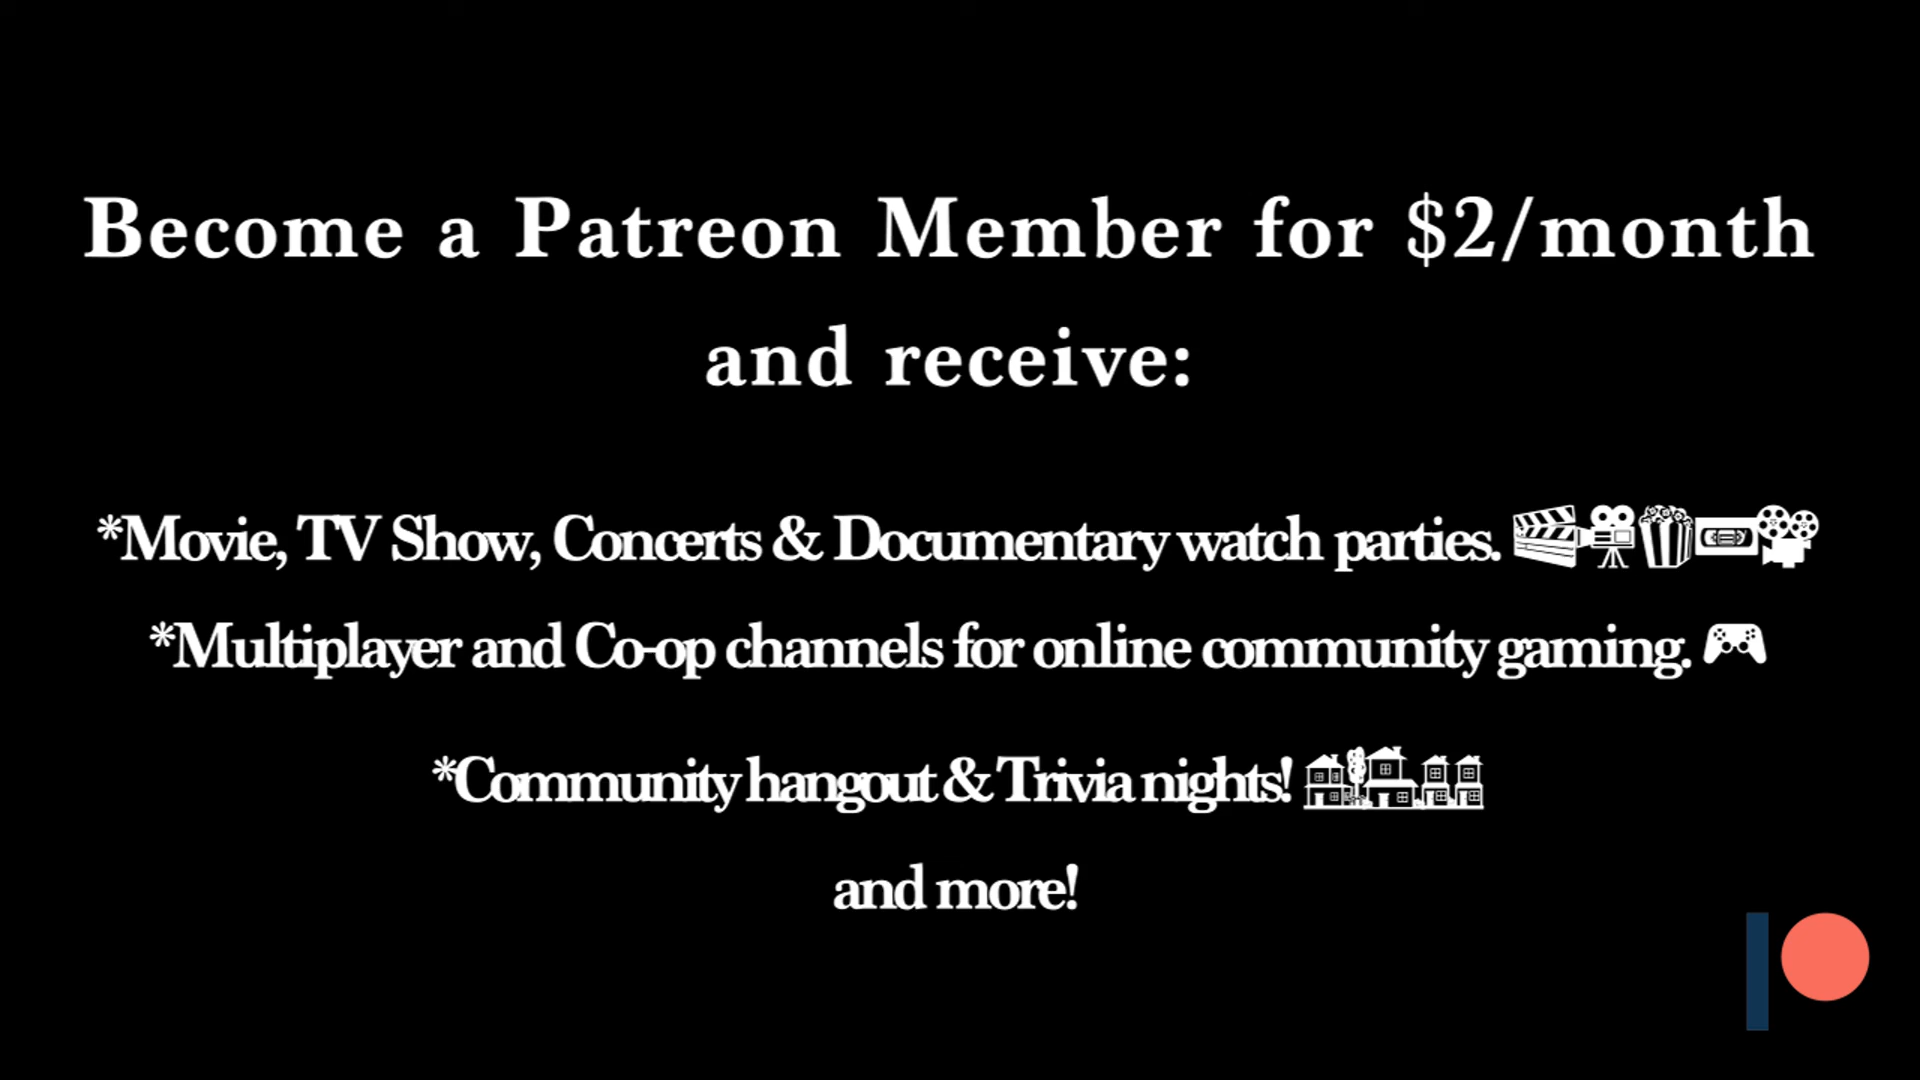 Become a Patreon Member for $2/month
and receive:
*Movie, TV Show, Concerts & Documentary watch parties.
*Multiplayer and Co-op channels for online community gaming.
*Community hangout & Trivia nights!
and more!